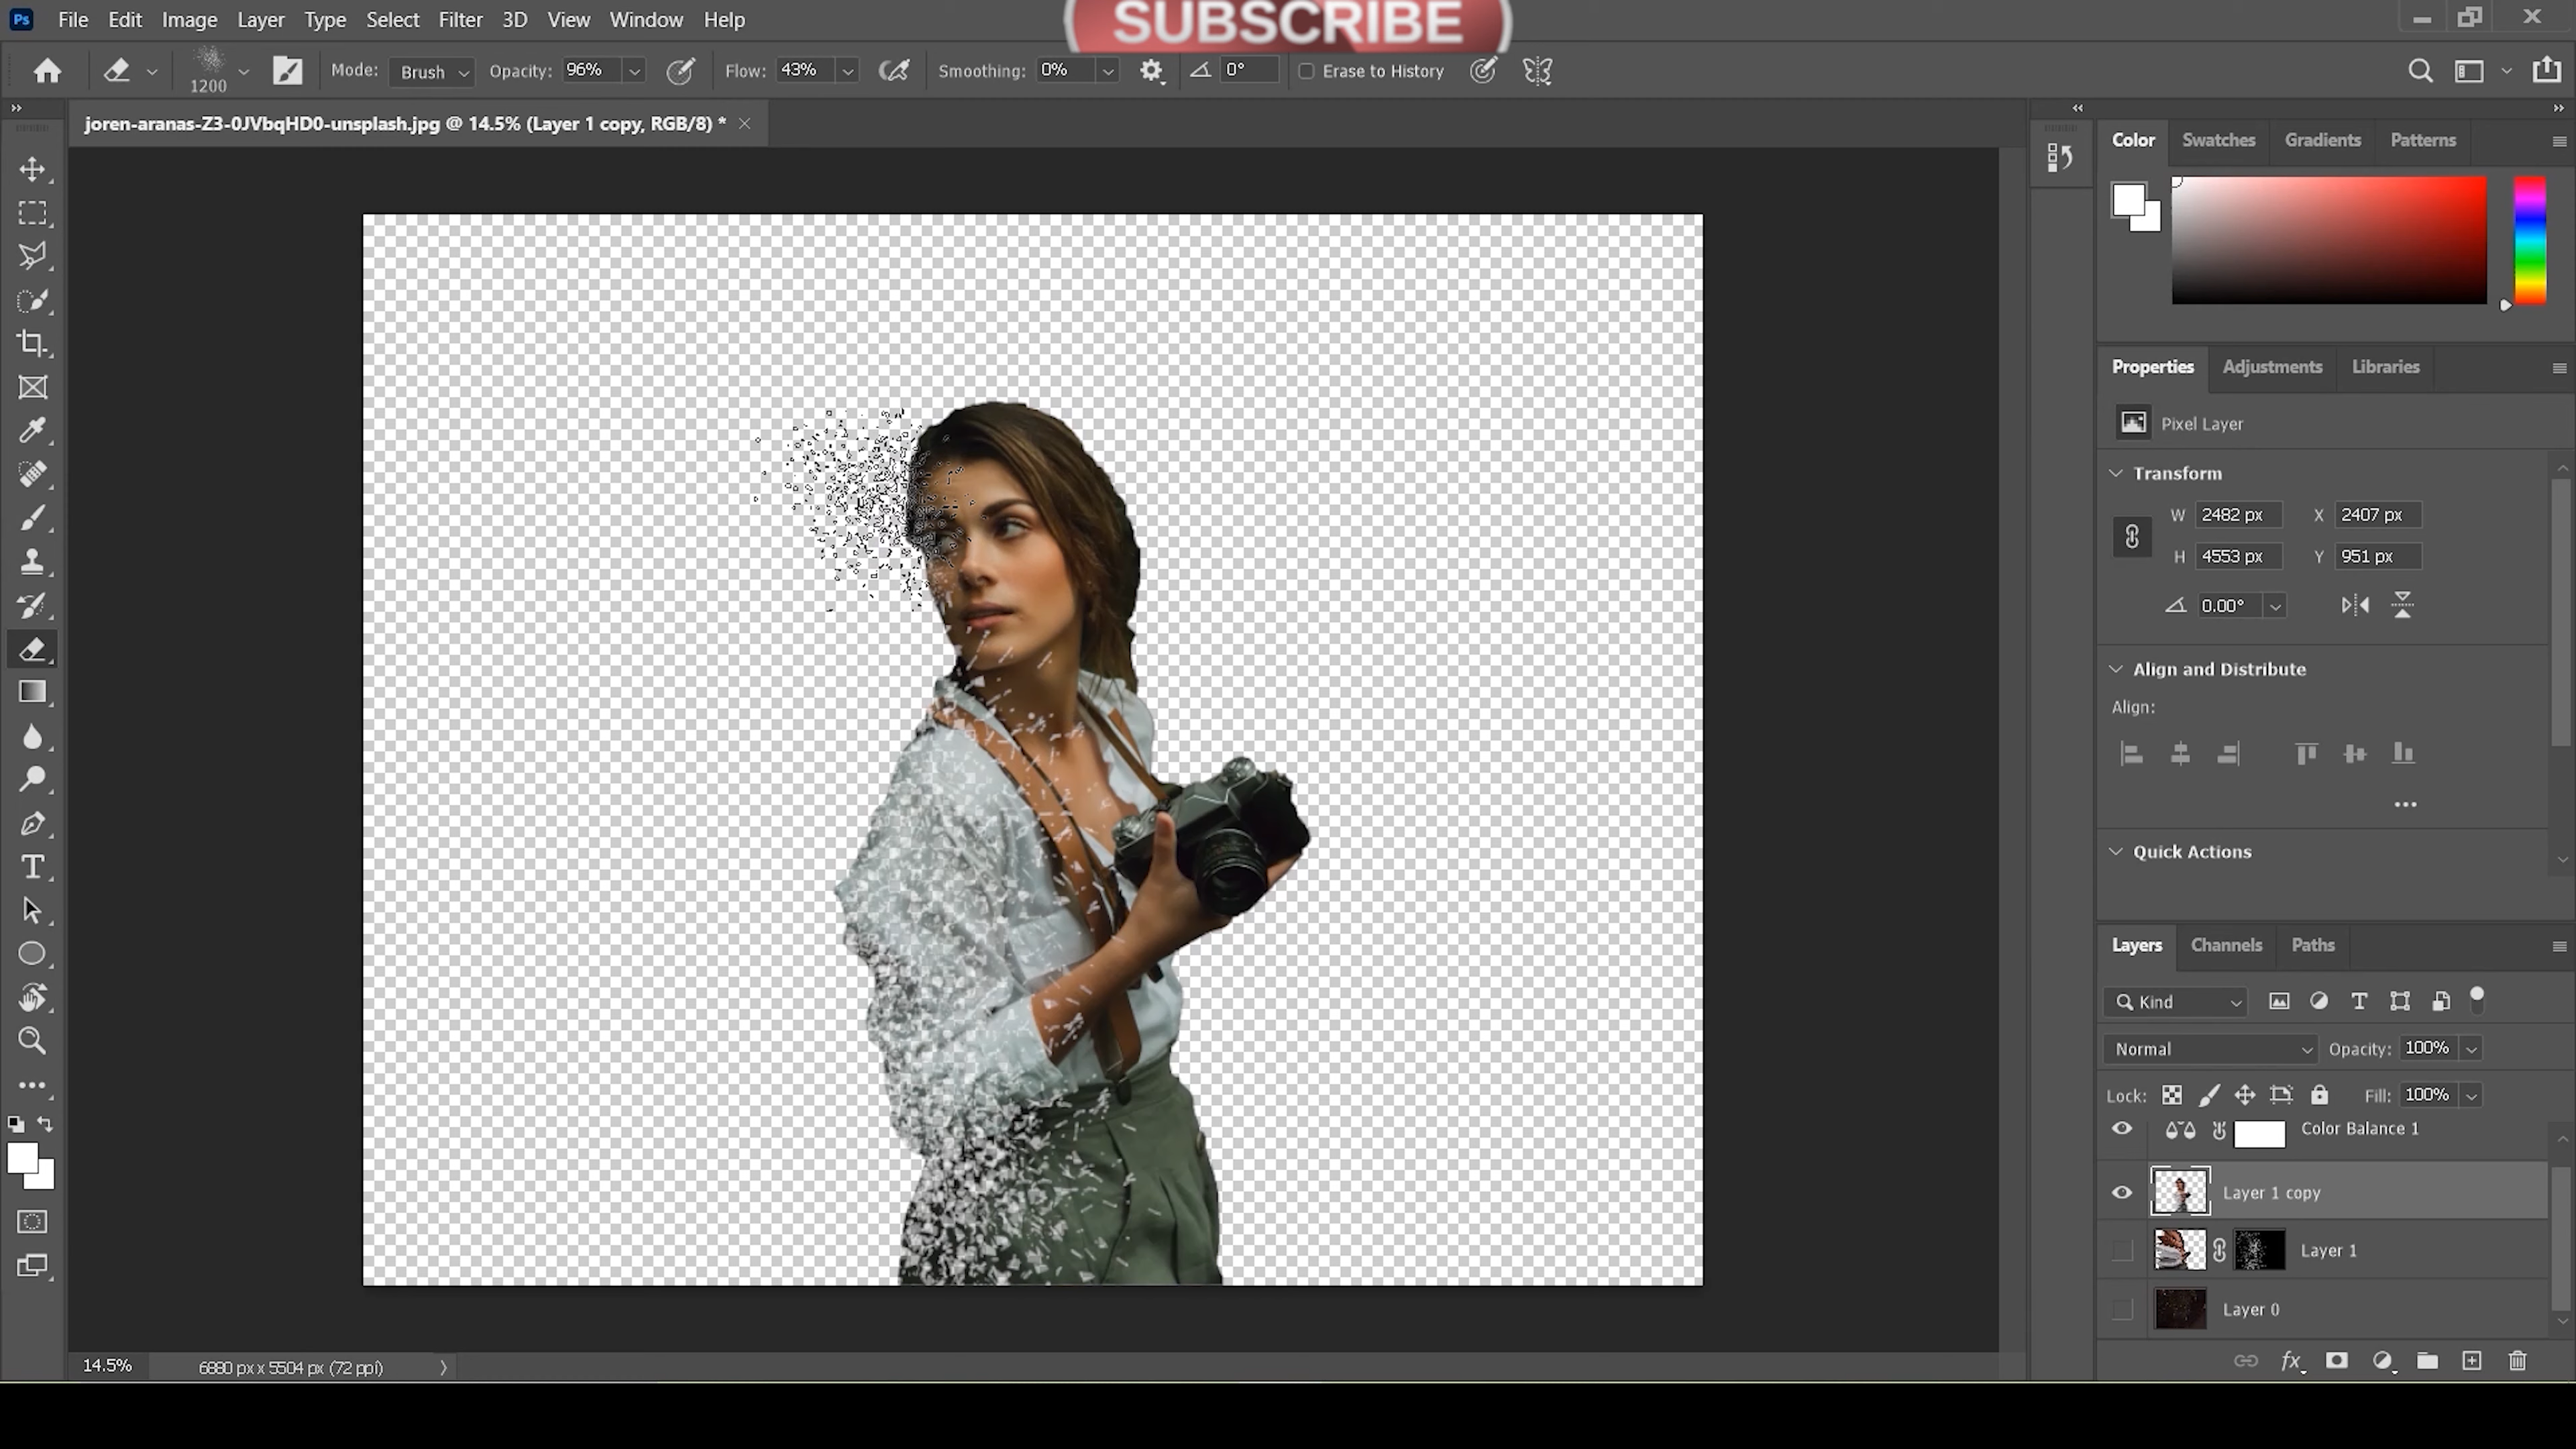 Ps File Edit Image Layer Type Select Filter 3D View Window Help
SUBSCRIBE
1200 Mode: Brush Opacity: 96% Flow: 43% Smoothing: 0% 0° Erase to History
joren-aranas-Z3-0JVbqHD0-unsplash.jpg @ 14.5% (Layer 1 copy, RGB/8) *
Color Swatches Gradients Patterns
Properties Adjustments Libraries
Pixel Layer
Transform
W 2482 px X 2407 px
H 4553 px Y 951 px
0.00°
Align and Distribute
Align:
Quick Actions
Layers Channels Paths
Kind
Normal Opacity: 100%
Lock: Fill: 100%
Color Balance 1
Layer 1 copy
Layer 1
Layer 0
14.5% 6880 px x 5504 px (72 ppi)
fx